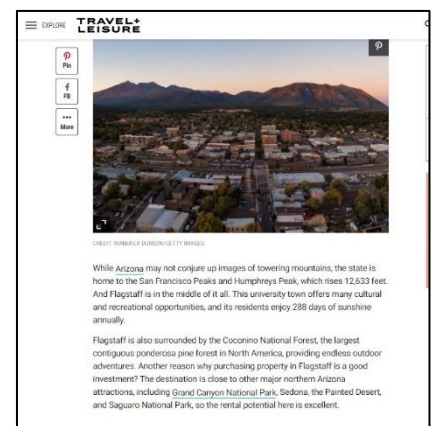 EXPLORE
TRAVEL+
LEISURE
Pin
FB
More
CREDIT: MANUELA DURSON/GETTY IMAGES
While Arizona may not conjure up images of towering mountains, the state is
home to the San Francisco Peaks and Humphreys Peak, which rises 12,633 feet.
And Flagstaff is in the middle of it all. This university town offers many cultural
and recreational opportunities, and its residents enjoy 288 days of sunshine
annually.
Flagstaff is also surrounded by the Coconino National Forest, the largest
contiguous ponderosa pine forest in North America, providing endless outdoor
adventures. Another reason why purchasing property in Flagstaff is a good
investment? The destination is close to other major northern Arizona
attractions, including Grand Canyon National Park, Sedona, the Painted Desert,
and Saguaro National Park, so the rental potential here is excellent.